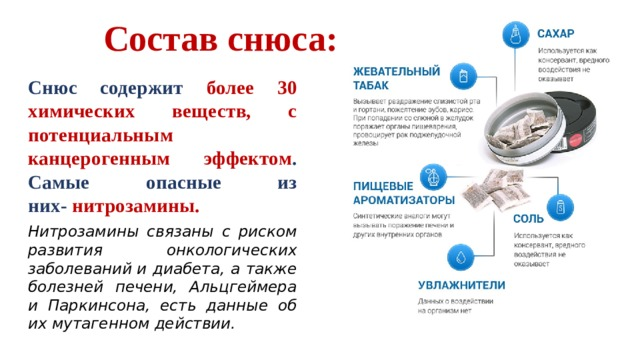 Состав снюса:
Снюс содержит более 30
химических веществ, с
потенциальным
канцерогенным эффектом.
Самые опасные из
них- нитрозамины.
Нитрозамины связаны с риском
развития онкологических
заболеваний и диабета, а также
болезней печени, Альцгеймера
и Паркинсона, есть данные об
их мутагенном действии.
САХАР
Используется как
консервант, вредного
воздействия не
оказывает
ЖЕВАТЕЛЬНЫЙ
ТАБАК
Вызывает раздражение слизистой рта
и гортани, пожелтение зубов, кариес.
При попадании со слюной в желудок
поражает органы пищеварения,
провоцирует рок поджелудочной
железы
ПИЩЕВЫЕ
АРОМАТИЗАТОРЫ
Синтетические аналоги могут
вызывать поражение печени и
других внутренних органов
СОЛЬ
Используется как
консервант, вредного
воздействия не
оказывает
УВЛАЖНИТЕЛИ
Данных о воздействии
на организм нет